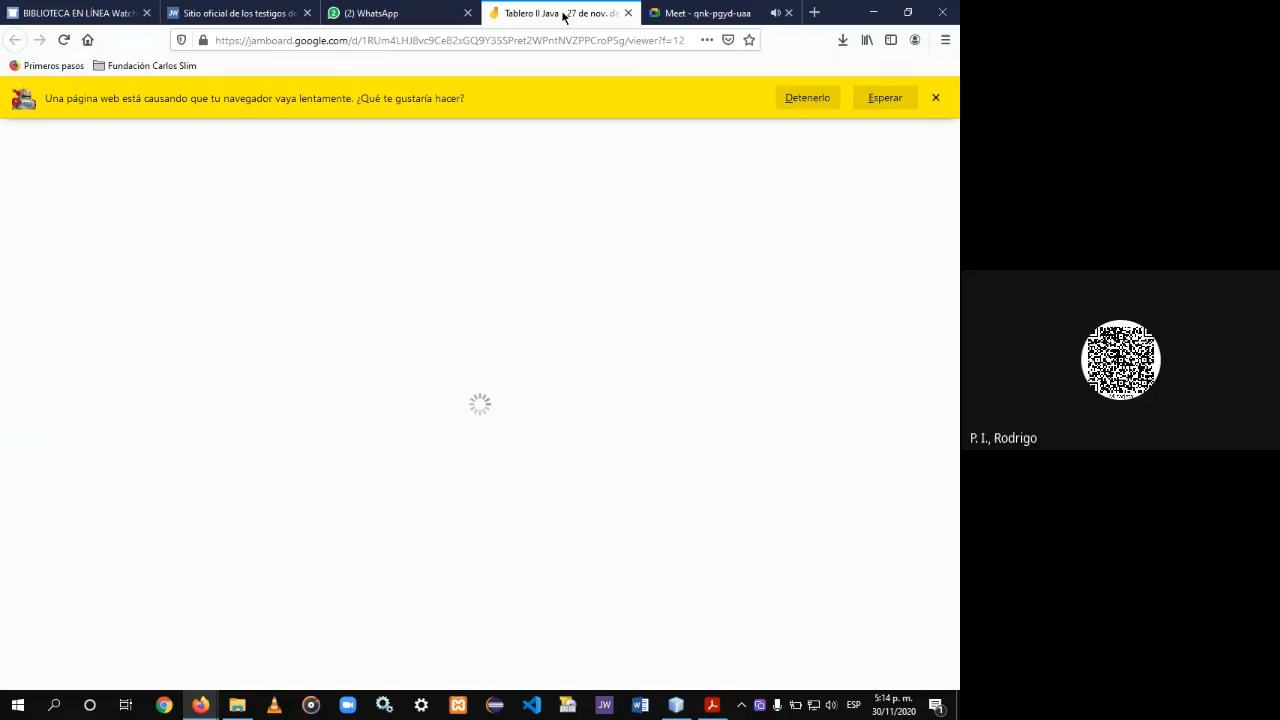 BIBLIOTECA EN LÍNEA Watch
Sitio oficial de los testigos de
(2) WhatsApp
Tablero II Java - 27 de nov. de
Meet - qnk-pgyd-uaa
https://jamboard.google.com/d/1RUm4LHJ8vc9Ce82xGQ9Y35SPret2WPntNVZPPCroP5g/viewer?f=12
Primeros pasos
Fundación Carlos Slim
Una página web está causando que tu navegador vaya lentamente. ¿Qué te gustaría hacer?
Detenerlo
Esperar
P. I., Rodrigo
JW
W
ESP
5:14 p. m.
30/11/2020
1